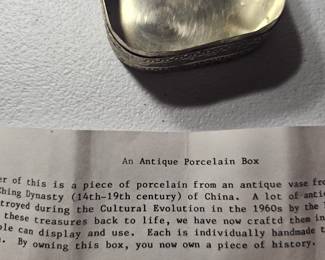 An Antique Porcelain Box
er of this is a piece of porcelain from an antique vase fr
Ching Dynasty (14th-19th century) of China. A lot of anti
troyed during the Cultural Evolution in the 1960s by the
these treasures back to life, we have now craftd them in
ple can display and use. Each is individually handmade t
. By owning this box, you now own a piece of history.